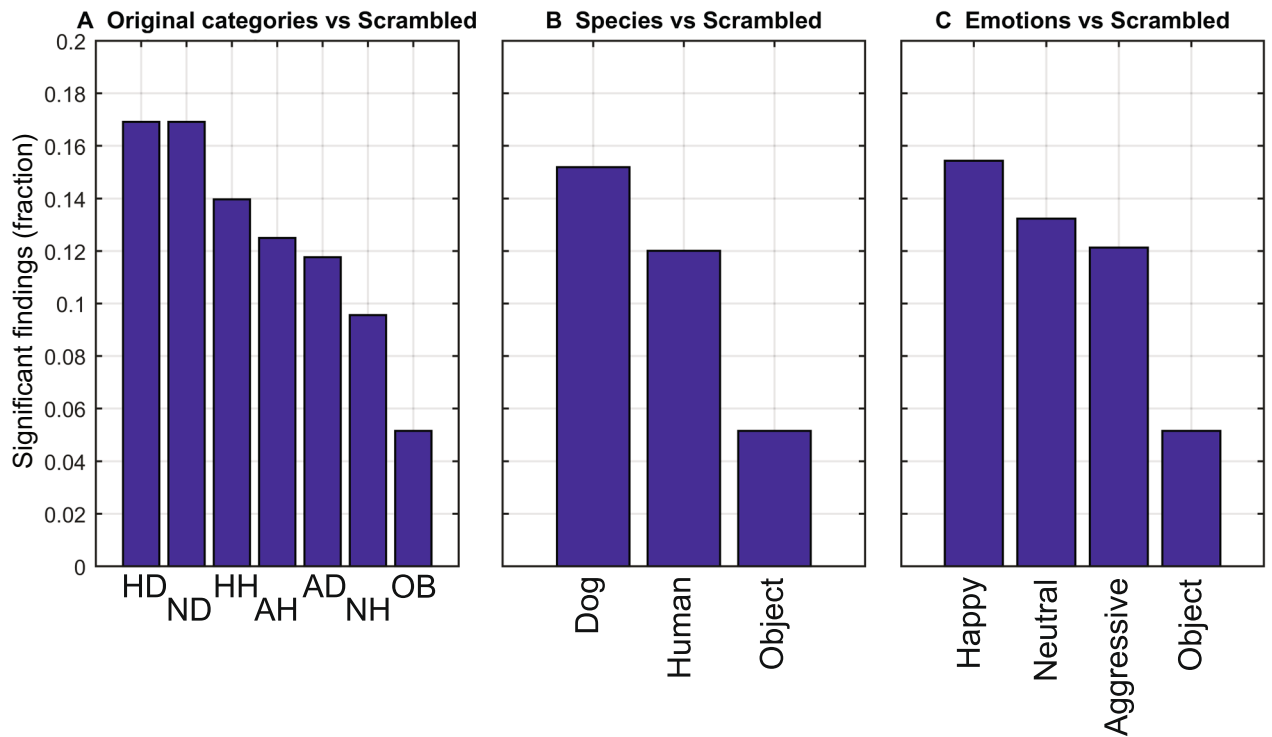 A Original categories vs Scrambled
B Species vs Scrambled
C Emotions vs Scrambled
Significant findings (fraction)
0.2
0.18
0.16
0.14
0.12
0.1
0.08
0.06
0.04
0.02
0
HD
ND
HH
AH
AD
NH
OB
Dog
Human
Object
Happy
Neutral
Aggressive
Object